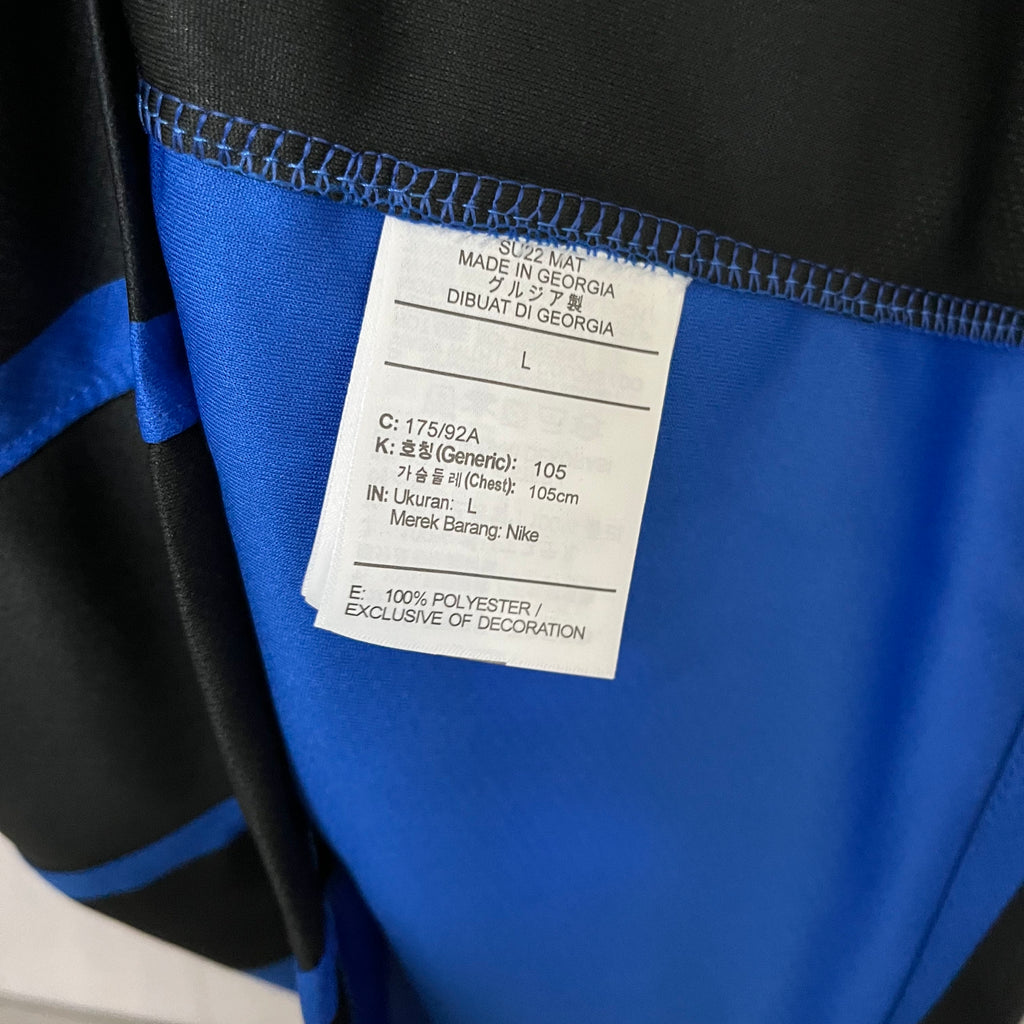 SU22 MAT
MADE IN GEORGIA
グルジア製
DIBUAT DI GEORGIA
L
C: 175/92A
K: 호칭(Generic): 105
가슴둘레(Chest): 105cm
IN: Ukuran: L
Merek Barang: Nike
E: 100% POLYESTER /
EXCLUSIVE OF DECORATION